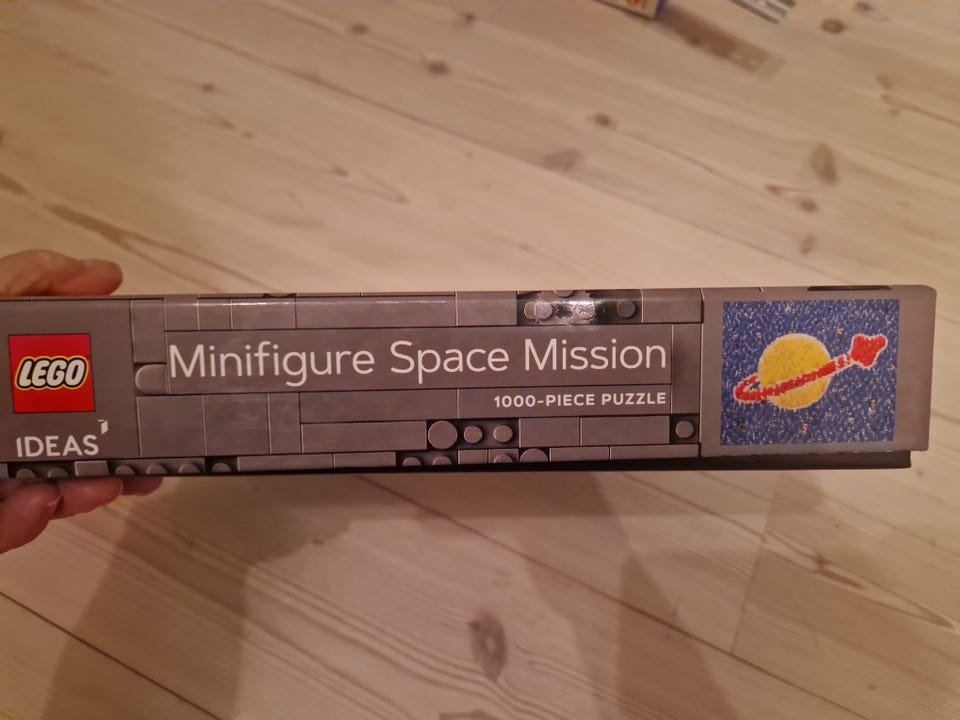 LEGO
IDEAS
Minifigure Space Mission
1000-PIECE PUZZLE